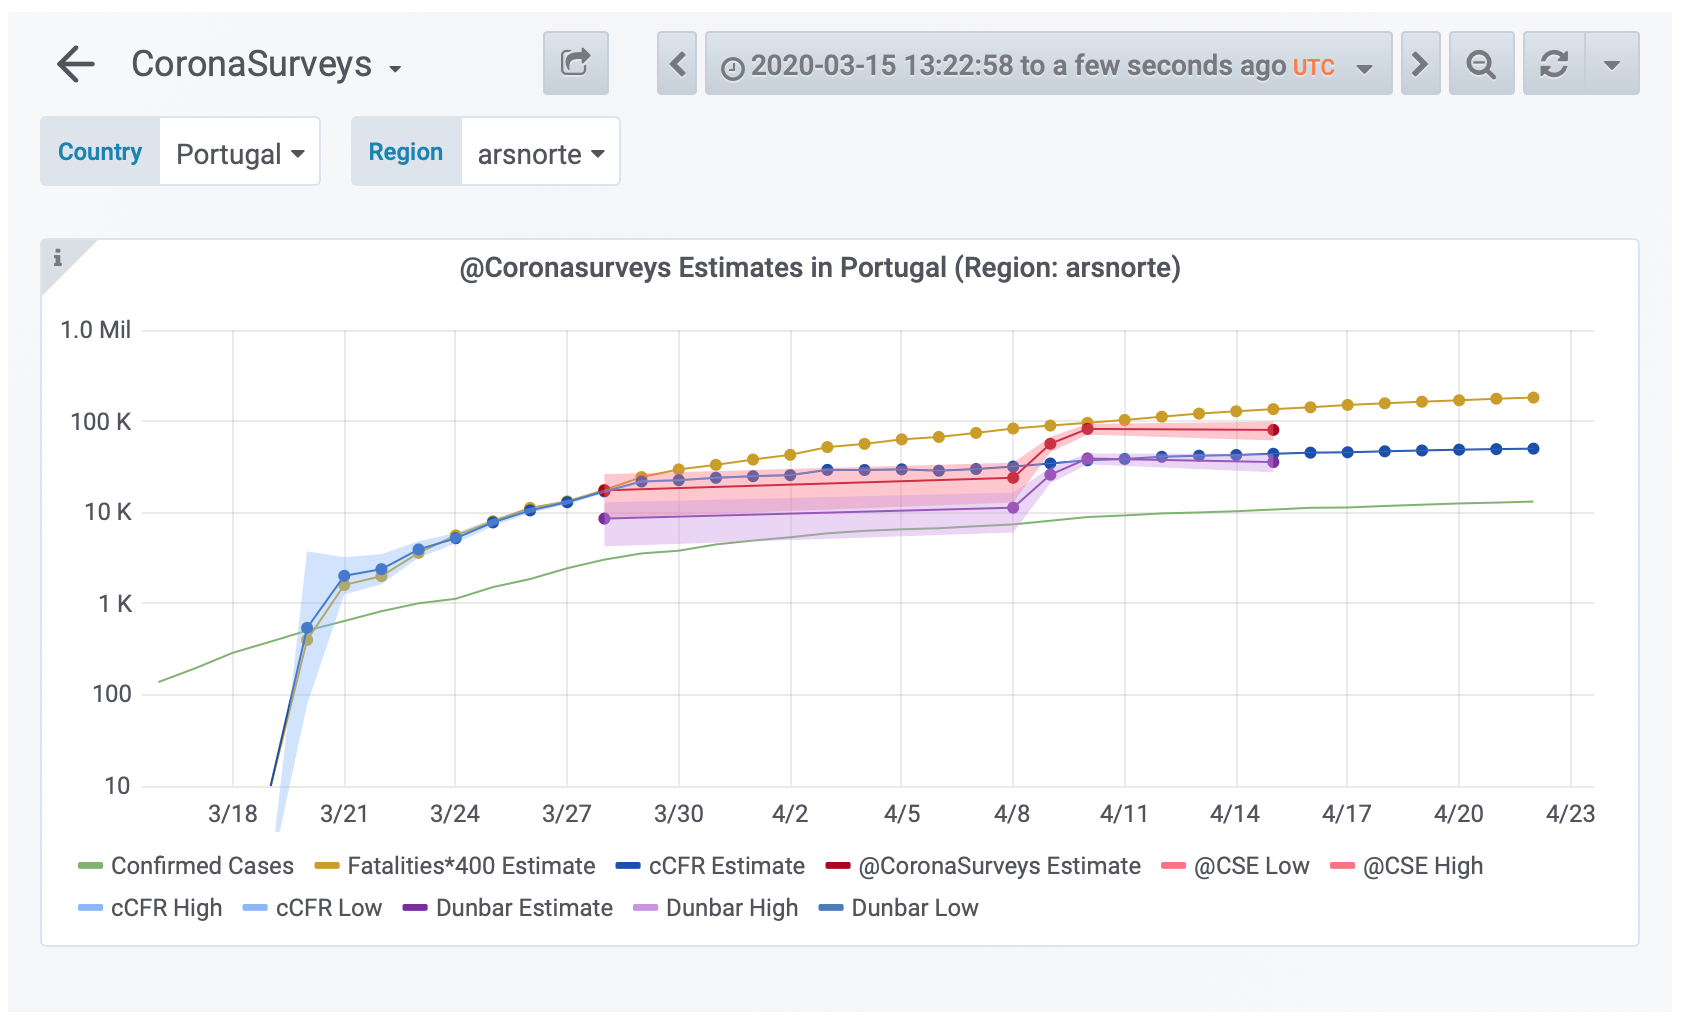 CoronaSurveys
2020-03-15 13:22:58 to a few seconds ago UTC
Country Portugal Region arsnorte
i
@Coronasurveys Estimates in Portugal (Region: arsnorte)
1.0 Mil
100 K
10 K
1 K
100
10
3/18 3/21 3/24 3/27 3/30 4/2 4/5 4/8 4/11 4/14 4/17 4/20 4/23
Confirmed Cases Fatalities*400 Estimate cCFR Estimate @CoronaSurveys Estimate @CSE Low @CSE High
cCFR High cCFR Low Dunbar Estimate Dunbar High Dunbar Low